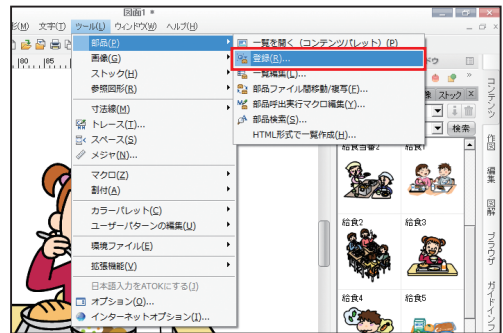 図面1 *
文字(T) ツール(L) ウィンドウ(W) ヘルプ(H)
部品(P)
画像(G)
ストック(H)
参照図形(R)
寸法線(M)
トレース(T)...
スペース(S)
メジャ(N)...
マクロ(Z)
割付(A)
カラーパレット(C)
ユーザーパターンの編集(U)
環境ファイル(E)
拡張機能(V)
日本語入力をATOKにする(J)
オプション(O)...
インターネットオプション(I)...
一覧を開く (コンテンツパレット) (P)
登録(R)...
一覧編集(L)...
部品ファイル間移動/複写(F)...
部品呼出実行マクロ編集(Y)...
部品検索(S)...
HTML形式で一覧作成(H)...
80 85
ストック
検索
給食当番2 給食1
給食2 給食3
給食4 給食5
コンテンツ
作図
編集
図解
ブラウザ
ガイドイン